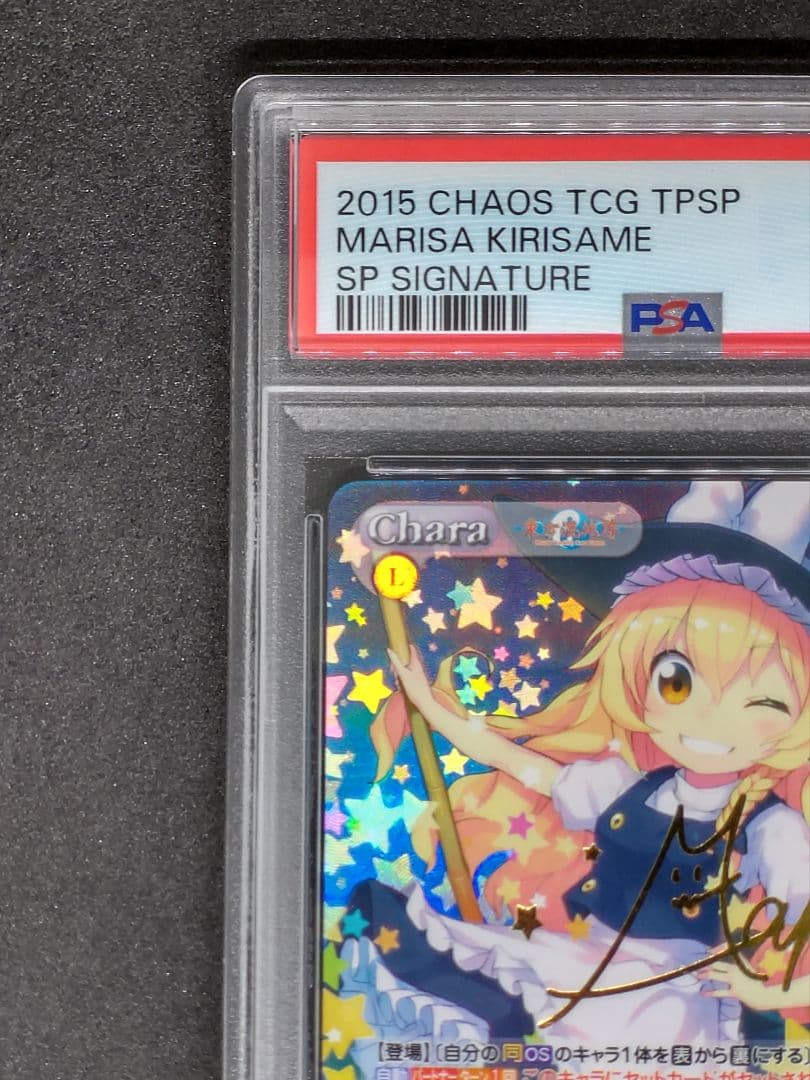 2015 CHAOS TCG TPSP
MARISA KIRISAME
SP SIGNATURE
PSA
Chara
L
【登場】〔自分の同OSのキャラ1体を表から裏にする〕